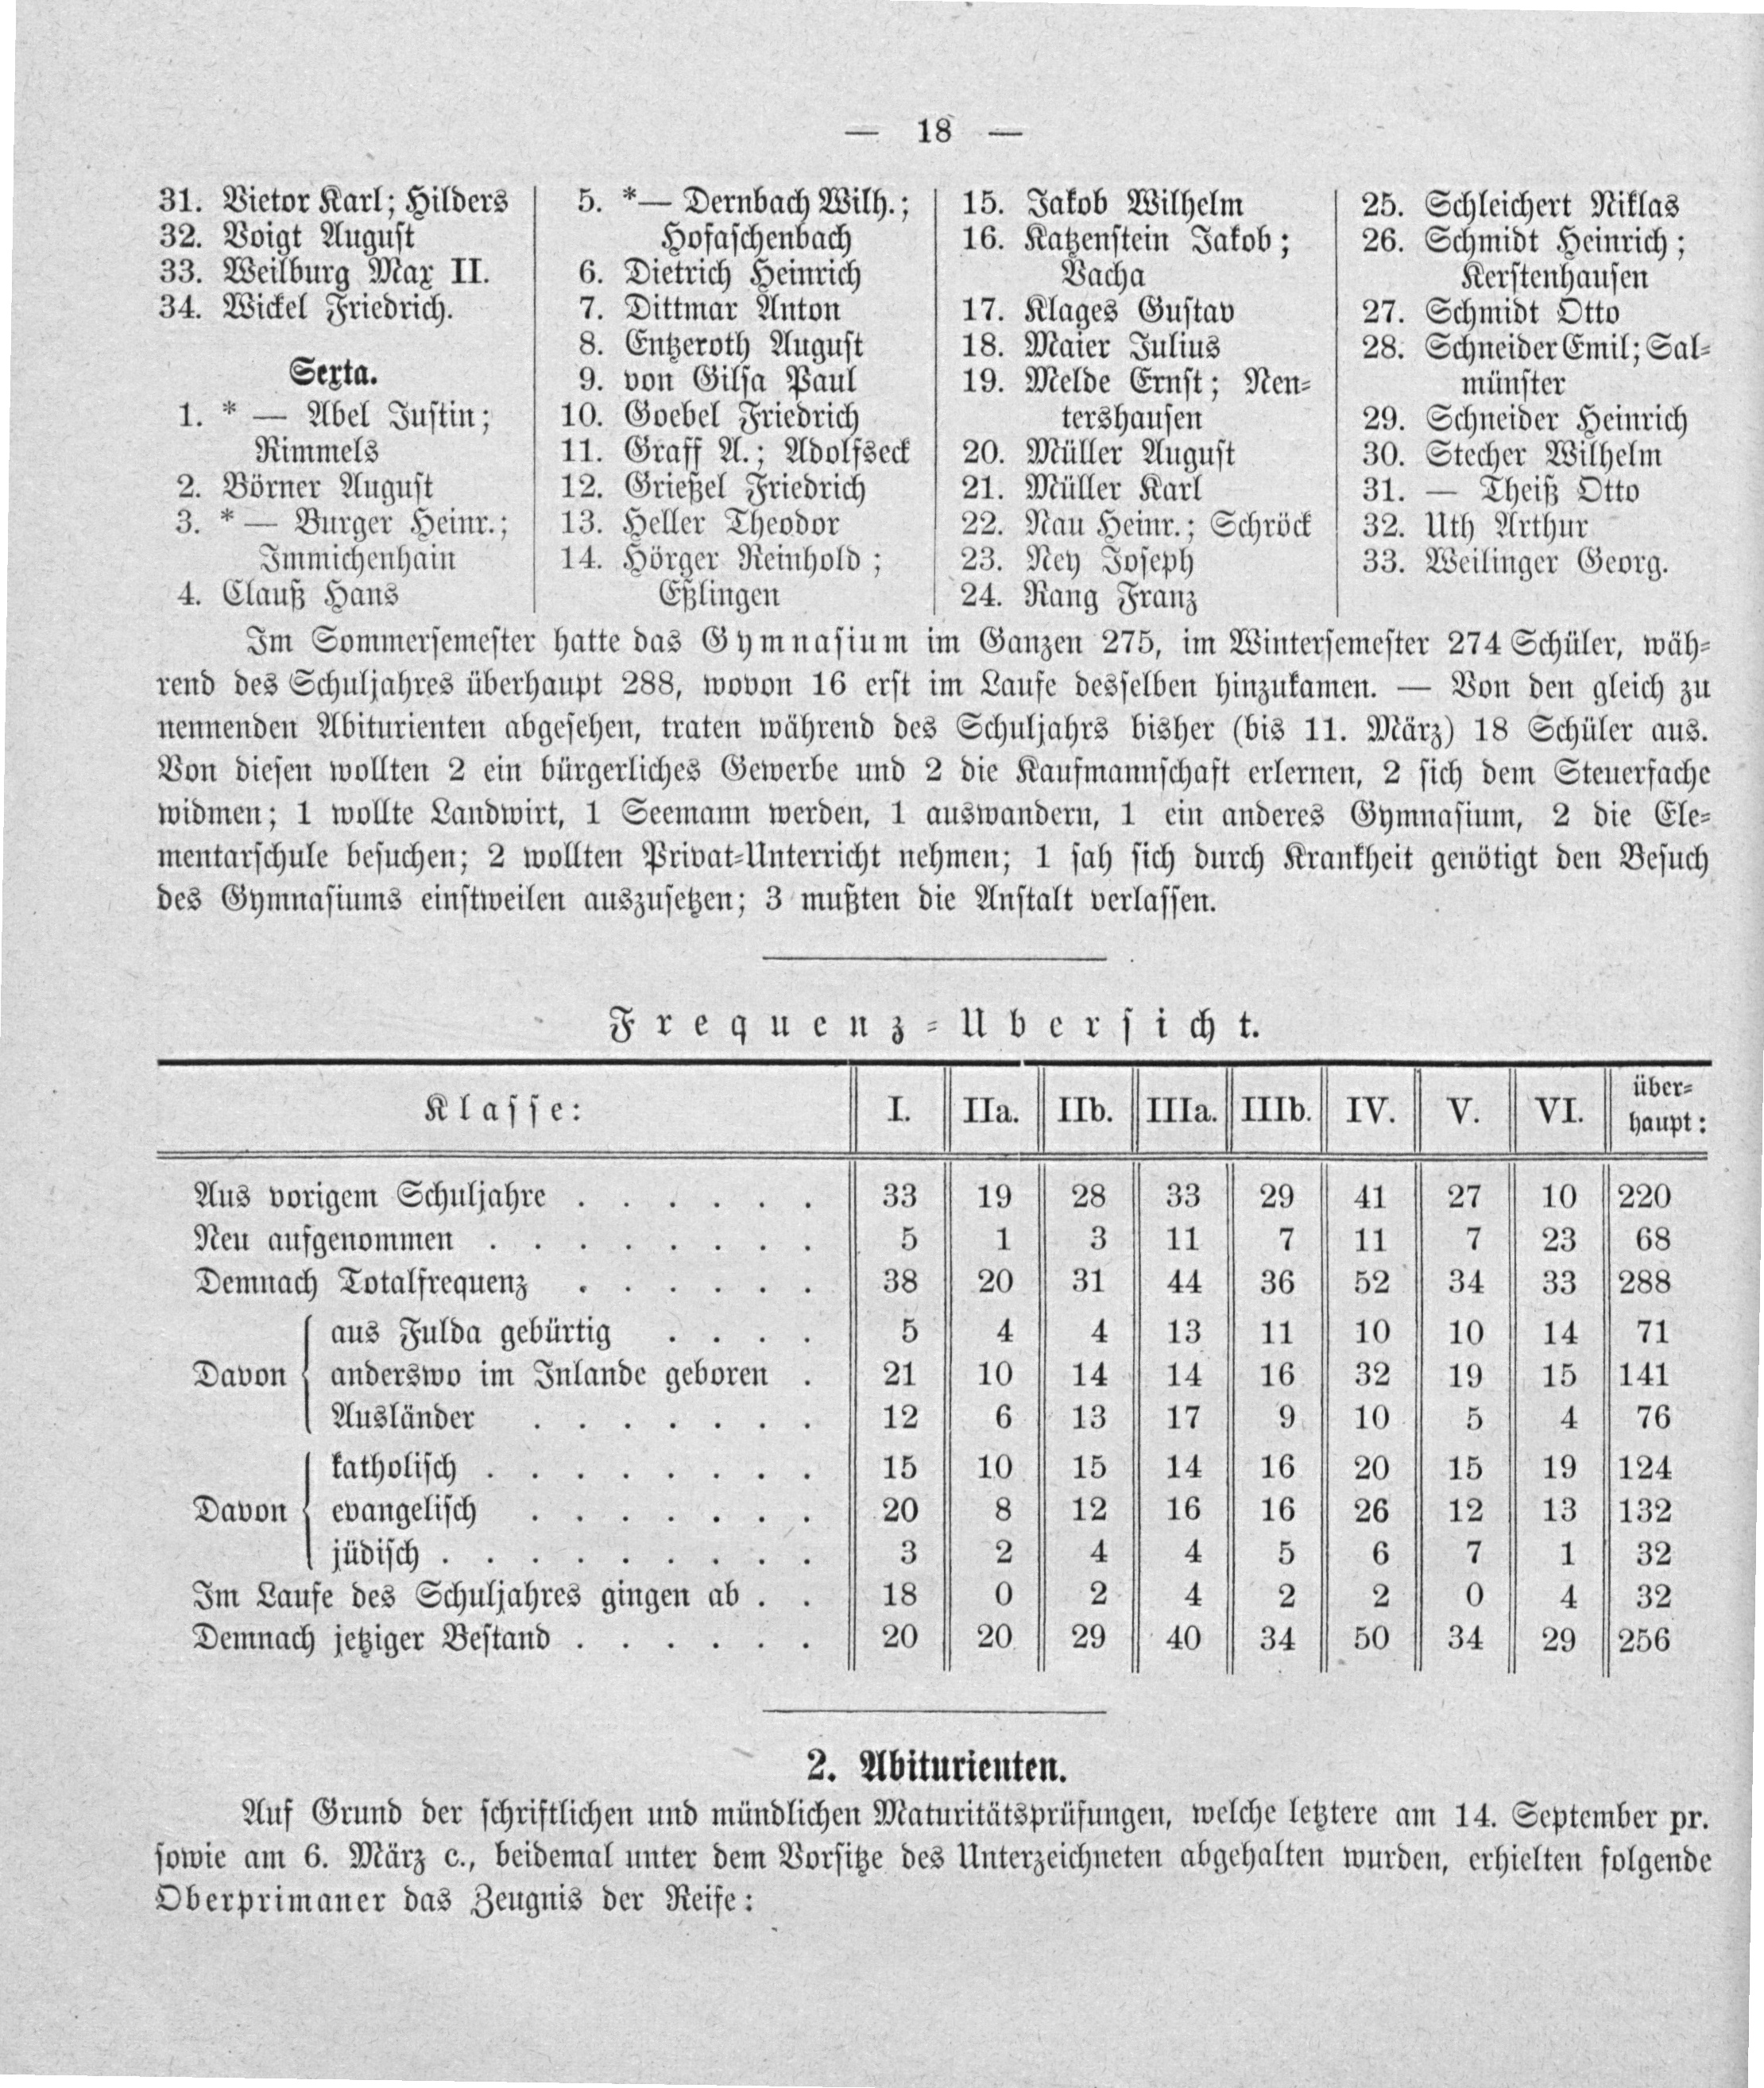 — 18 —
31. Vietor Karl; Hilders
32. Voigt August
33. Weilburg Max II.
34. Wickel Friedrich.
Sexta.
1. * — Abel Justin;
Rimmels
2. Börner August
3. * — Burger Heinr.;
Immichenhain
4. Clauß Hans
5. *— Dernbach Wilh.;
Hofaschenbach
6. Dietrich Heinrich
7. Dittmar Anton
8. Entzeroth August
9. von Gilsa Paul
10. Goebel Friedrich
11. Graff A.; Adolfseck
12. Grießel Friedrich
13. Heller Theodor
14. Hörger Reinhold;
Eßlingen
15. Jakob Wilhelm
16. Katzenstein Jakob;
Vacha
17. Klages Gustav
18. Maier Julius
19. Melde Ernst; Nen-
tershausen
20. Müller August
21. Müller Karl
22. Nau Heinr.; Schröck
23. Ney Joseph
24. Rang Franz
25. Schleichert Niklas
26. Schmidt Heinrich;
Kerstenhausen
27. Schmidt Otto
28. Schneider Emil; Sal-
münster
29. Schneider Heinrich
30. Stecher Wilhelm
31. — Theiß Otto
32. Uth Arthur
33. Weilinger Georg.
Im Sommersemester hatte das Gymnasium im Ganzen 275, im Wintersemester 274 Schüler, wäh-
rend des Schuljahres überhaupt 288, wovon 16 erst im Laufe desselben hinzukamen. — Von den gleich zu
nennenden Abiturienten abgesehen, traten während des Schuljahrs bisher (bis 11. März) 18 Schüler aus.
Von diesen wollten 2 ein bürgerliches Gewerbe und 2 die Kaufmannschaft erlernen, 2 sich dem Steuerfache
widmen; 1 wollte Landwirt, 1 Seemann werden, 1 auswandern, 1 ein anderes Gymnasium, 2 die Ele-
mentarschule besuchen; 2 wollten Privat-Unterricht nehmen; 1 sah sich durch Krankheit genötigt den Besuch
des Gymnasiums einstweilen auszusetzen; 3 mußten die Anstalt verlassen.
Frequenz-Übersicht.
Klasse: I. IIa. IIb. IIIa. IIIb. IV. V. VI. über-
haupt:
Aus vorigem Schuljahre . . . . . . 33 19 28 33 29 41 27 10 220
Neu aufgenommen . . . . . . . . 5 1 3 11 7 11 7 23 68
Demnach Totalfrequenz . . . . . . 38 20 31 44 36 52 34 33 288
aus Fulda gebürtig . . . . 5 4 4 13 11 10 10 14 71
Davon anderswo im Inlande geboren . 21 10 14 14 16 32 19 15 141
Ausländer . . . . . . . 12 6 13 17 9 10 5 4 76
katholisch . . . . . . . . 15 10 15 14 16 20 15 19 124
Davon evangelisch . . . . . . . 20 8 12 16 16 26 12 13 132
jüdisch . . . . . . . . . 3 2 4 4 5 6 7 1 32
Im Laufe des Schuljahres gingen ab . . 18 0 2 4 2 2 0 4 32
Demnach jetziger Bestand . . . . . . 20 20 29 40 34 50 34 29 256
2. Abiturienten.
Auf Grund der schriftlichen und mündlichen Maturitätsprüfungen, welche letztere am 14. September pr.
sowie am 6. März c., beidemal unter dem Vorsitze des Unterzeichneten abgehalten wurden, erhielten folgende
Oberprimaner das Zeugnis der Reife: